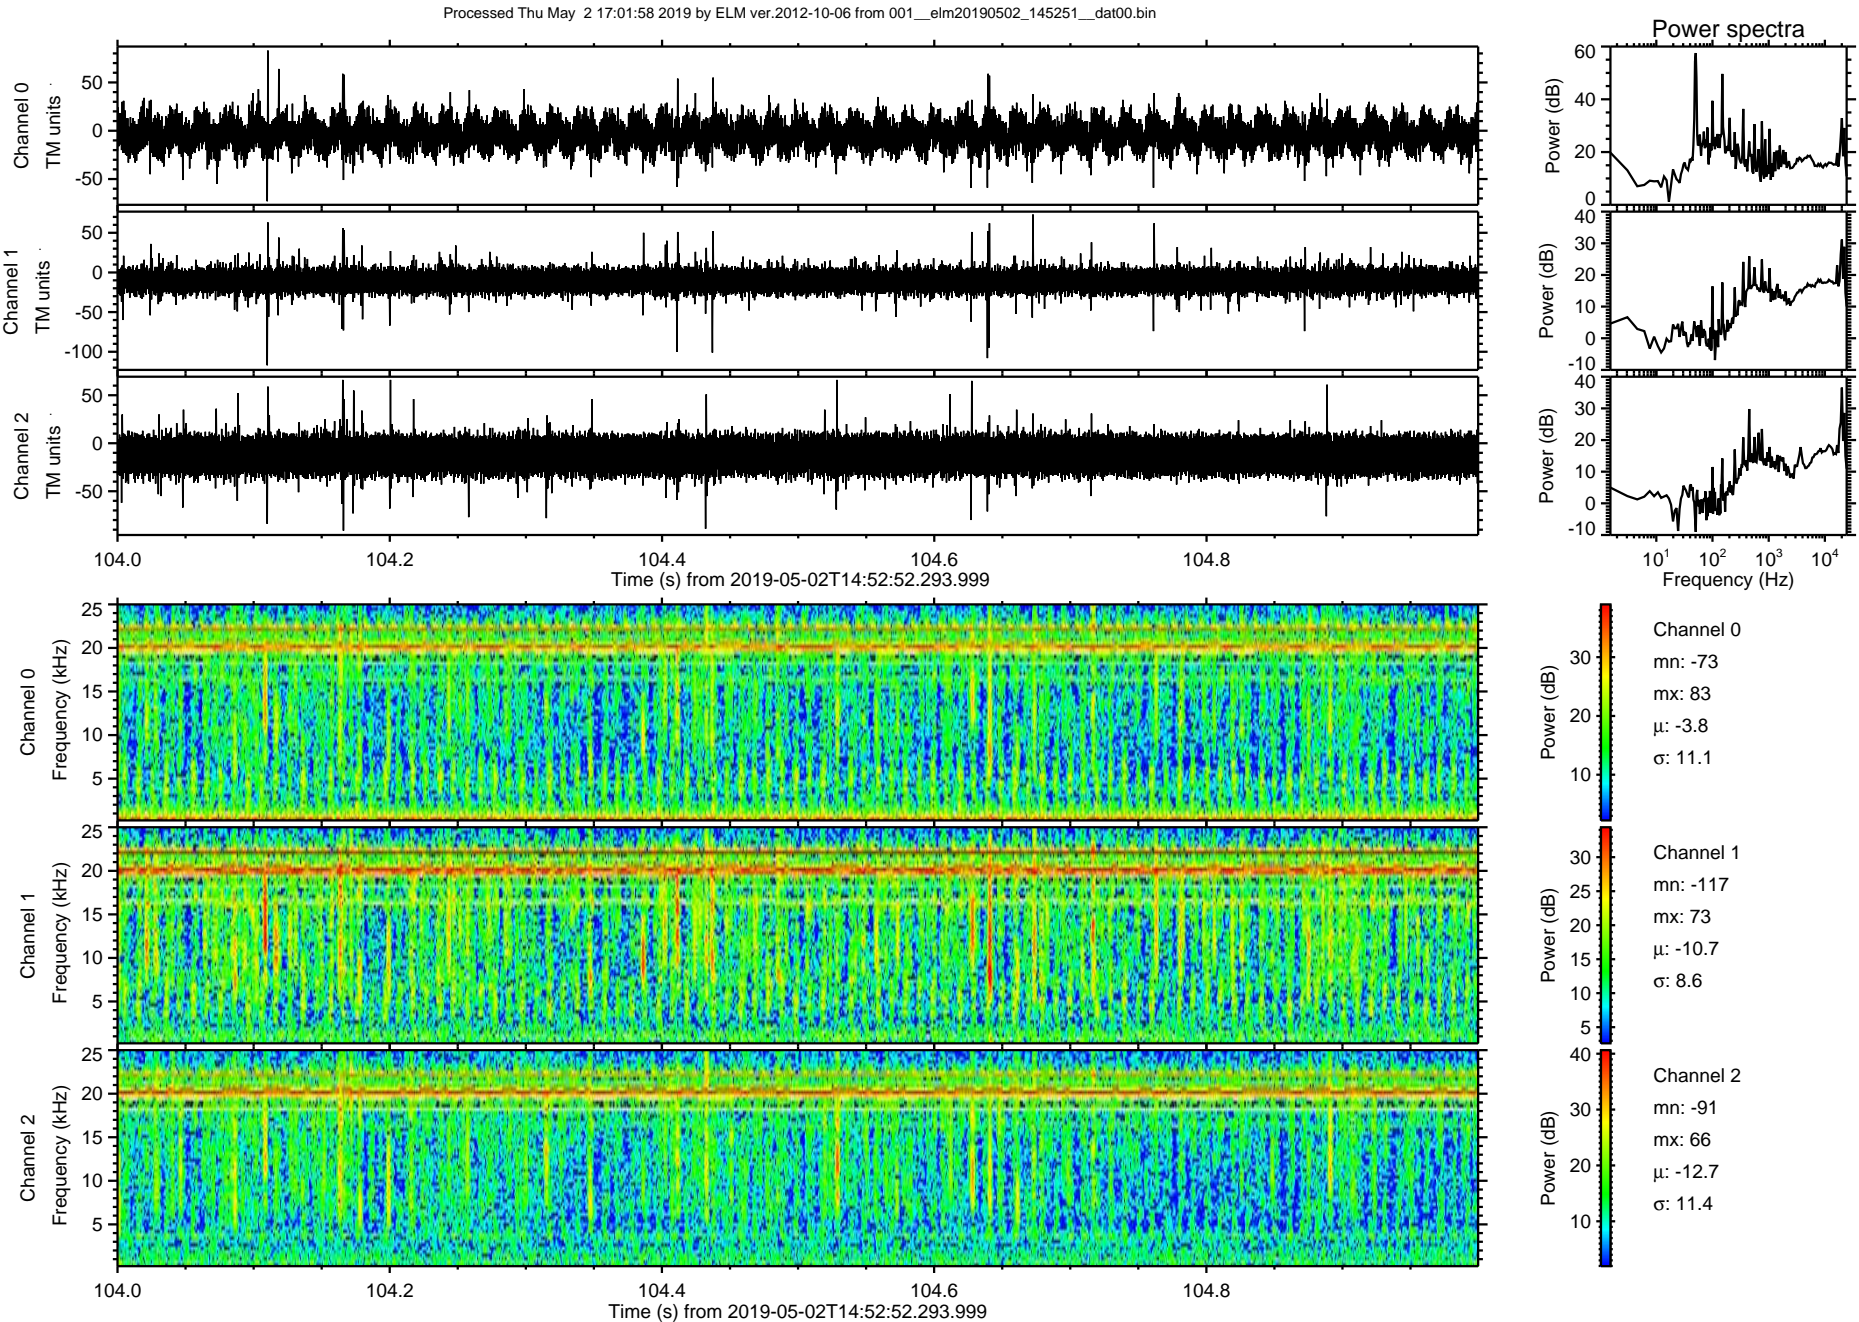 Processed Thu May 2 17:01:58 2019 by ELM ver.2012-10-06 from 001__elm20190502_145251__dat00.bin
Power spectra
Channel 0
TM units
50
0
-50
Power (dB)
60
40
20
0
Channel 1
TM units
50
0
-50
-100
Power (dB)
40
30
20
10
0
-10
Channel 2
TM units
50
0
-50
Power (dB)
40
30
20
10
0
-10
104.0 104.2 104.4 104.6 104.8
Time (s) from 2019-05-02T14:52:52.293.999
10^1 10^2 10^3 10^4
Frequency (Hz)
Channel 0
Frequency (kHz)
25
20
15
10
5
Power (dB)
30
20
10
Channel 0
mn: -73
mx: 83
μ: -3.8
σ: 11.1
Channel 1
Frequency (kHz)
25
20
15
10
5
Power (dB)
30
25
20
15
10
5
Channel 1
mn: -117
mx: 73
μ: -10.7
σ: 8.6
Channel 2
Frequency (kHz)
25
20
15
10
5
Power (dB)
40
30
20
10
Channel 2
mn: -91
mx: 66
μ: -12.7
σ: 11.4
104.0 104.2 104.4 104.6 104.8
Time (s) from 2019-05-02T14:52:52.293.999